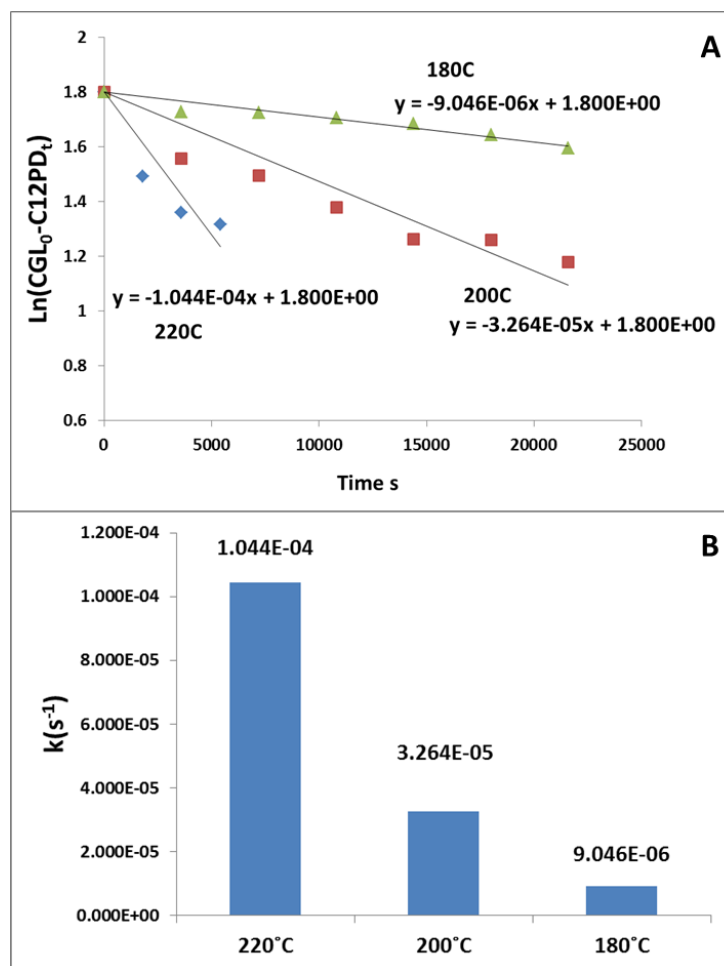 A
2
1.8
1.6
1.4
1.2
1
0.8
0.6
Ln(CGL₀-C12PDₜ)
180C
y = -9.046E-06x + 1.800E+00
y = -1.044E-04x + 1.800E+00
220C
200C
y = -3.264E-05x + 1.800E+00
0 5000 10000 15000 20000 25000
Time s
B
1.200E-04
1.000E-04
8.000E-05
6.000E-05
4.000E-05
2.000E-05
0.000E+00
k(s⁻¹)
1.044E-04
3.264E-05
9.046E-06
220˚C 200˚C 180˚C